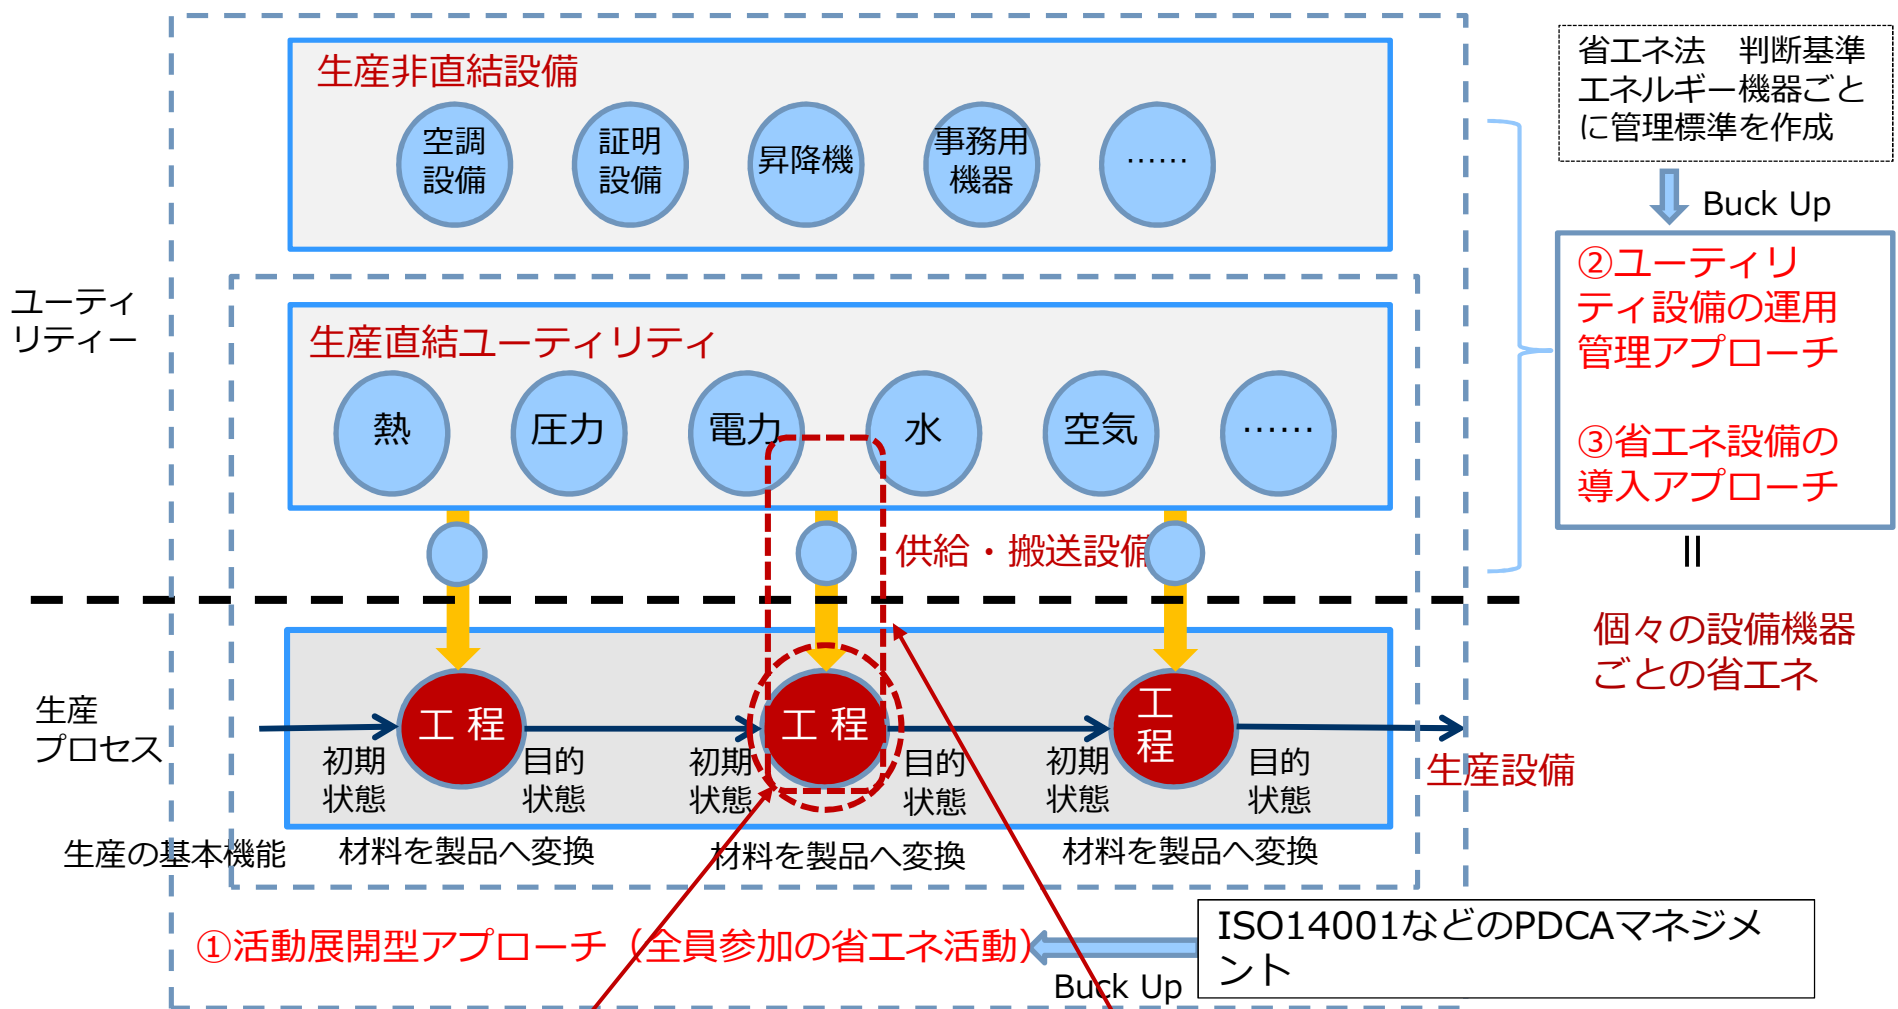 生産非直結設備
空調
設備
証明
設備
昇降機
事務用
機器
……
省エネ法　判断基準
エネルギー機器ごと
に管理標準を作成
Buck Up
②ユーティリ
ティ設備の運用
管理アプローチ
③省エネ設備の
導入アプローチ
=
個々の設備機器
ごとの省エネ
ユーティ
リティー
生産直結ユーティリティ
熱
圧力
電力
水
空気
……
供給・搬送設備
生産
プロセス
工 程
工 程
工
程
初期
状態
目的
状態
初期
状態
目的
状態
初期
状態
目的
状態
生産設備
生産の基本機能
材料を製品へ変換
材料を製品へ変換
材料を製品へ変換
①活動展開型アプローチ（全員参加の省エネ活動）
Buck Up
ISO14001などのPDCAマネジメ
ント